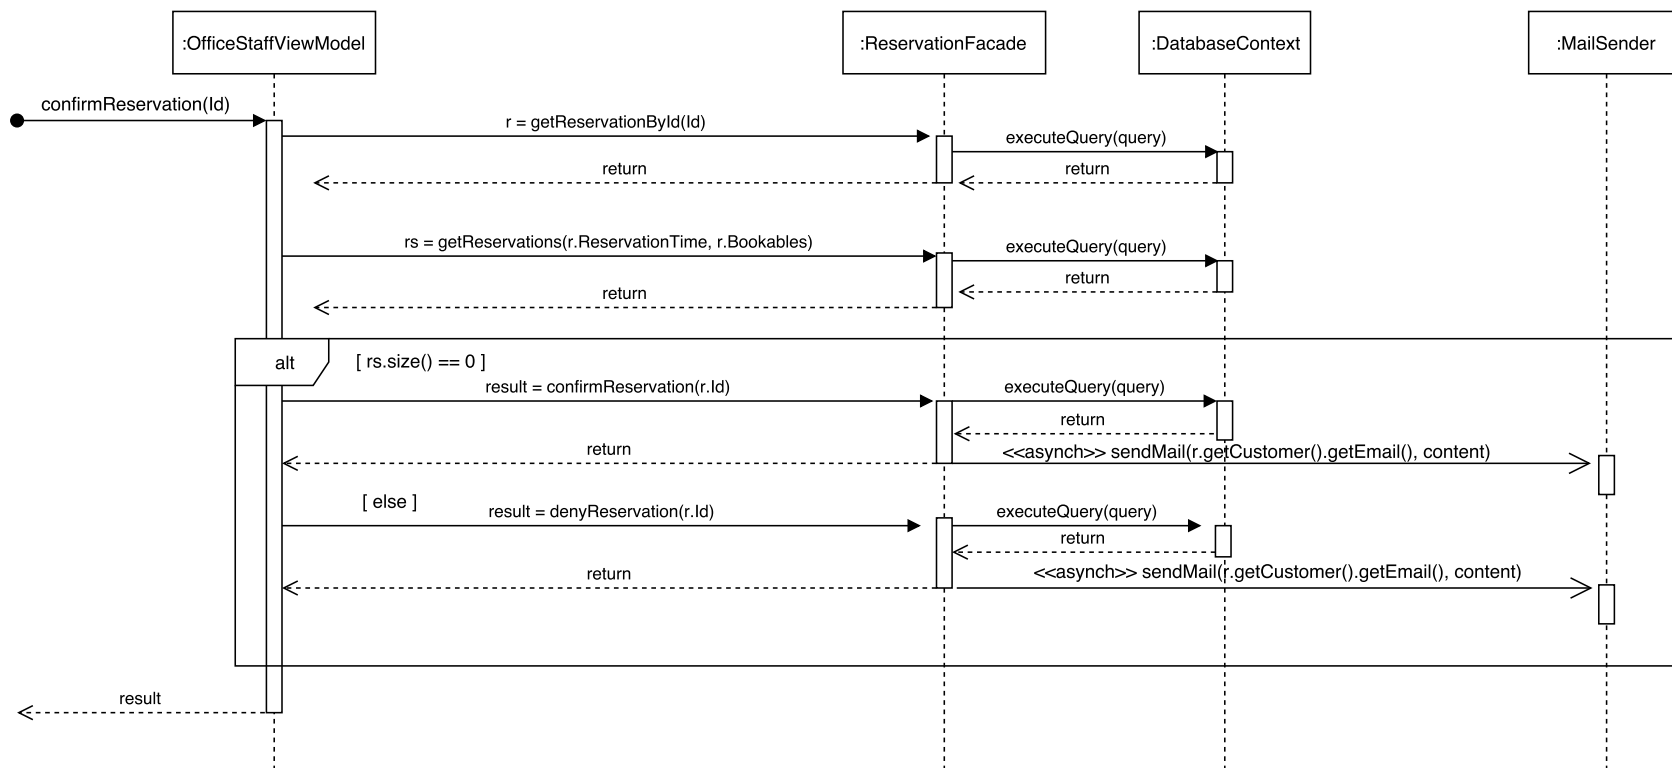 :OfficeStaffViewModel
:ReservationFacade
:DatabaseContext
:MailSender
confirmReservation(Id)
r = getReservationById(Id)
executeQuery(query)
return
return
rs = getReservations(r.ReservationTime, r.Bookables)
executeQuery(query)
return
return
alt
[ rs.size() == 0 ]
result = confirmReservation(r.Id)
executeQuery(query)
return
return
<<asynch>> sendMail(r.getCustomer().getEmail(), content)
[ else ]
result = denyReservation(r.Id)
executeQuery(query)
return
return
<<asynch>> sendMail(r.getCustomer().getEmail(), content)
result